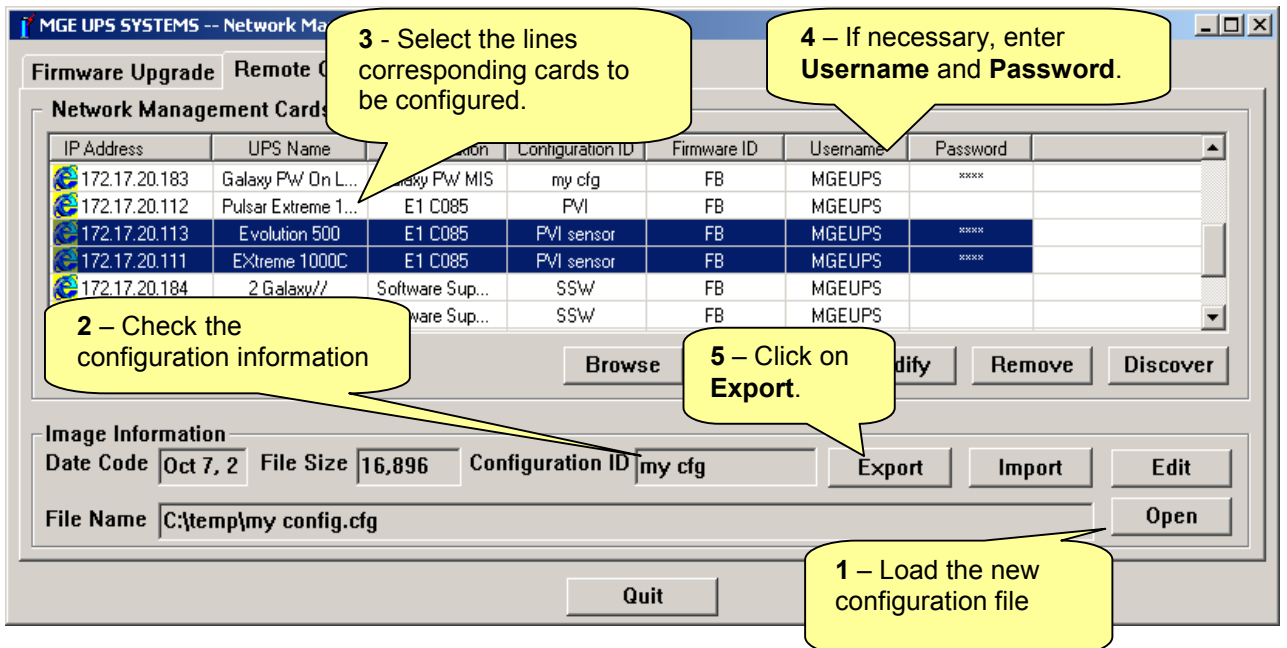 MGE UPS SYSTEMS -- Network Ma
Firmware Upgrade
Remote
3 - Select the lines
corresponding cards to
be configured.
4 – If necessary, enter
Username and Password.
Network Management Cards
IP Address UPS Name Configuration ID Firmware ID Username Password
172.17.20.183 Galaxy PW On L... PW MIS my cfg FB MGEUPS ****
172.17.20.112 Pulsar Extreme 1... E1 C085 PVI FB MGEUPS
172.17.20.113 Evolution 500 E1 C085 PVI sensor FB MGEUPS ****
172.17.20.111 EXtreme 1000C E1 C085 PVI sensor FB MGEUPS ****
172.17.20.184 2 Galaxy// Software Sup... SSW FB MGEUPS
ware Sup... SSW FB MGEUPS
2 – Check the
configuration information
Browse
5 – Click on
Export.
dify
Remove
Discover
Image Information
Date Code Oct 7, 2 File Size 16,896 Configuration ID my cfg Export Import Edit
File Name C:\temp\my config.cfg Open
1 – Load the new
configuration file
Quit